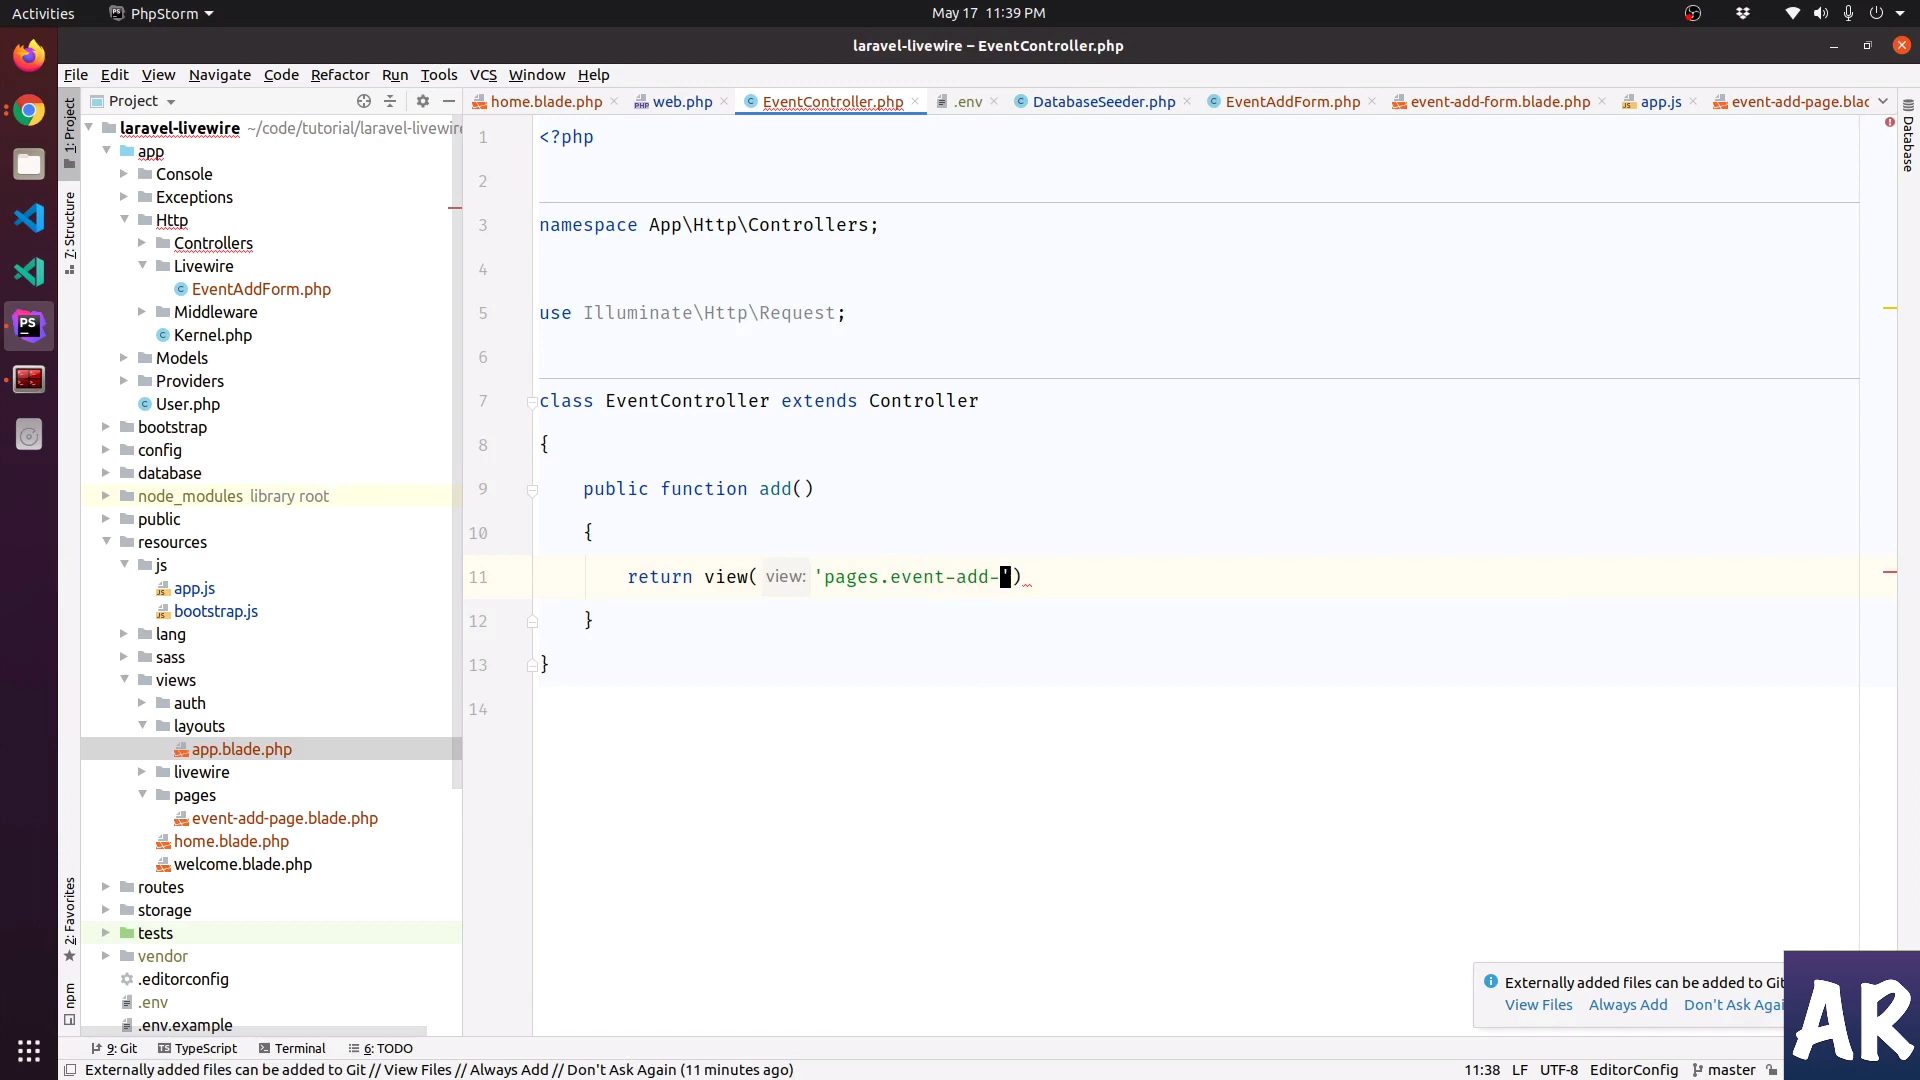 Activities
PhpStorm
May 17 11:39 PM
laravel-livewire – EventController.php
File Edit View Navigate Code Refactor Run Tools VCS Window Help
Project
home.blade.php
web.php
EventController.php
.env
DatabaseSeeder.php
EventAddForm.php
event-add-form.blade.php
app.js
event-add-page.blac
1: Project
7: Structure
2: Favorites
npm
Database
laravel-livewire ~/code/tutorial/laravel-livewire
app
Console
Exceptions
Http
Controllers
Livewire
EventAddForm.php
Middleware
Kernel.php
Models
Providers
User.php
bootstrap
config
database
node_modules library root
public
resources
js
app.js
bootstrap.js
lang
sass
views
auth
layouts
app.blade.php
livewire
pages
event-add-page.blade.php
home.blade.php
welcome.blade.php
routes
storage
tests
vendor
.editorconfig
.env
.env.example
1 <?php
2
3 namespace App\Http\Controllers;
4
5 use Illuminate\Http\Request;
6
7 class EventController extends Controller
8 {
9 public function add()
10 {
11 return view( view: 'pages.event-add-')
12 }
13 }
14
Externally added files can be added to Git
View Files Always Add Don't Ask Agai
AR
9: Git
TypeScript
Terminal
6: TODO
Externally added files can be added to Git // View Files // Always Add // Don't Ask Again (11 minutes ago)
11:38 LF UTF-8 EditorConfig master